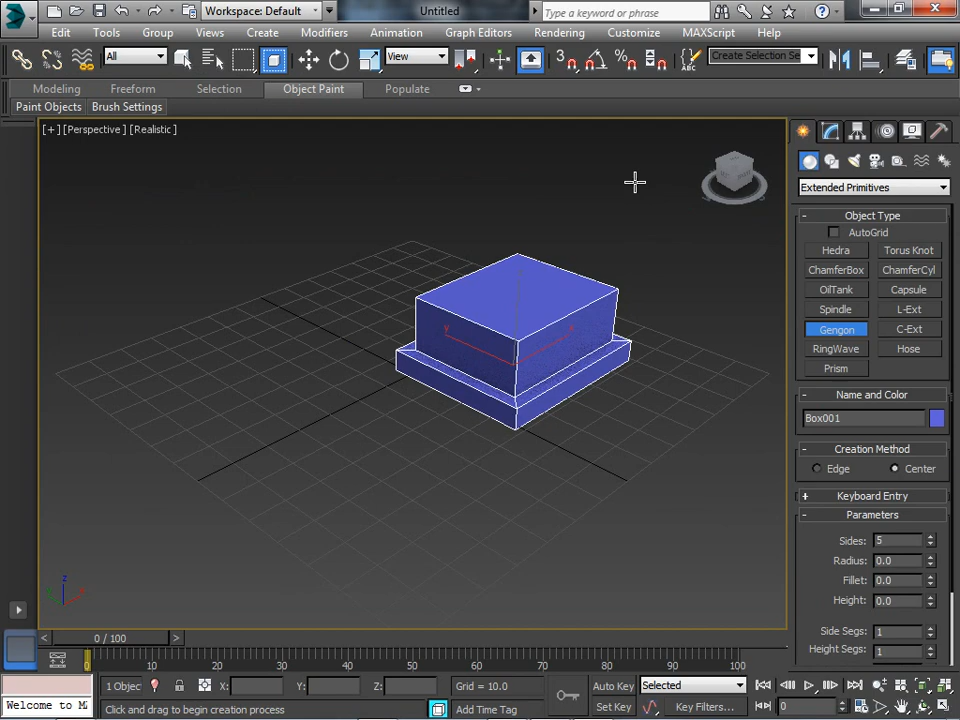 Workspace: Default
Untitled
Type a keyword or phrase
Edit Tools Group Views Create Modifiers Animation Graph Editors Rendering Customize MAXScript Help
All
View
3
Create Selection Se
Modeling Freeform Selection Object Paint Populate
Paint Objects Brush Settings
[+] [Perspective ] [Realistic ]
Extended Primitives
- Object Type
AutoGrid
Hedra Torus Knot
ChamferBox ChamferCyl
OilTank Capsule
Spindle L-Ext
Gengon C-Ext
RingWave Hose
Prism
- Name and Color
Box001
- Creation Method
Edge Center
+ Keyboard Entry
- Parameters
Sides: 5
Radius: 0.0
Fillet: 0.0
Height: 0.0
Side Segs: 1
Height Segs: 1
y
x
z
x
< 0 / 100 >
0 10 20 30 40 50 60 70 80 90 100
1 Objec X: Y: Z: Grid = 10.0 Auto Key Selected
Welcome to M Click and drag to begin creation process Add Time Tag Set Key Key Filters... 0